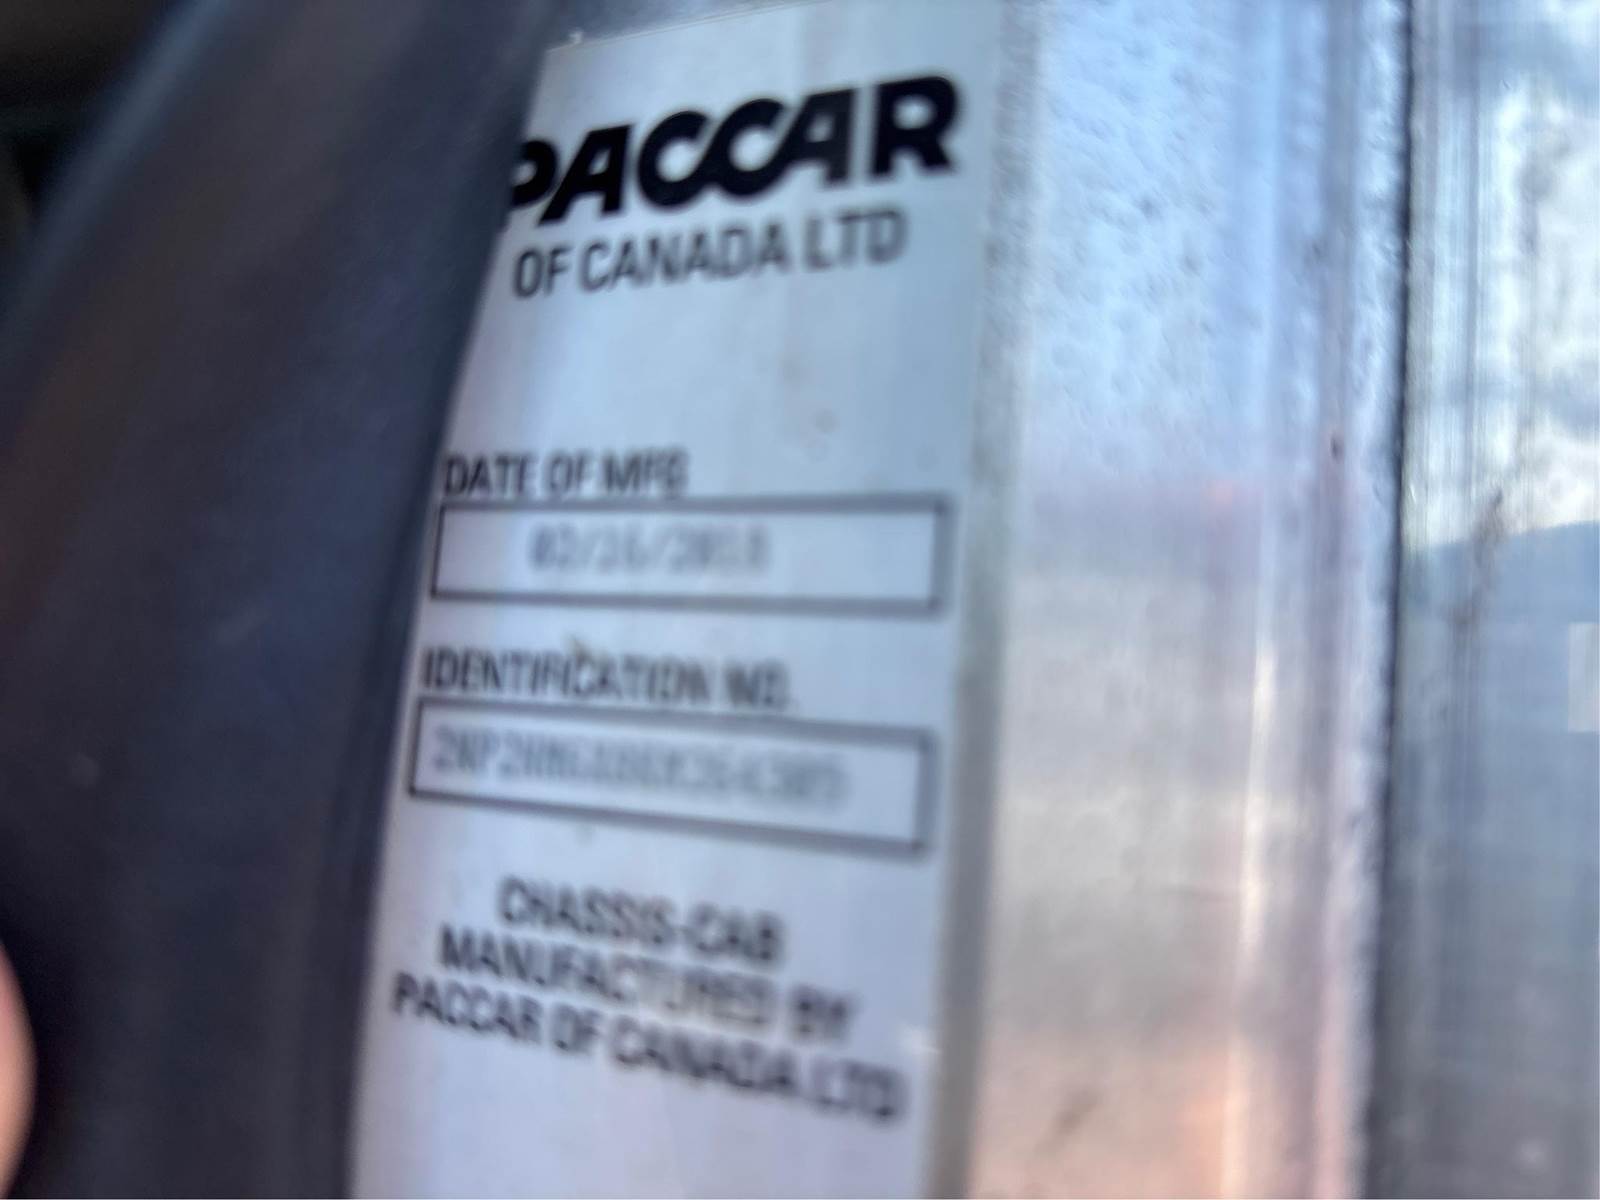 PACCAR
OF CANADA LTD
DATE OF MFG
IDENTIFICATION NO.
CHASSIS-CAB
MANUFACTURED BY
PACCAR OF CANADA LTD